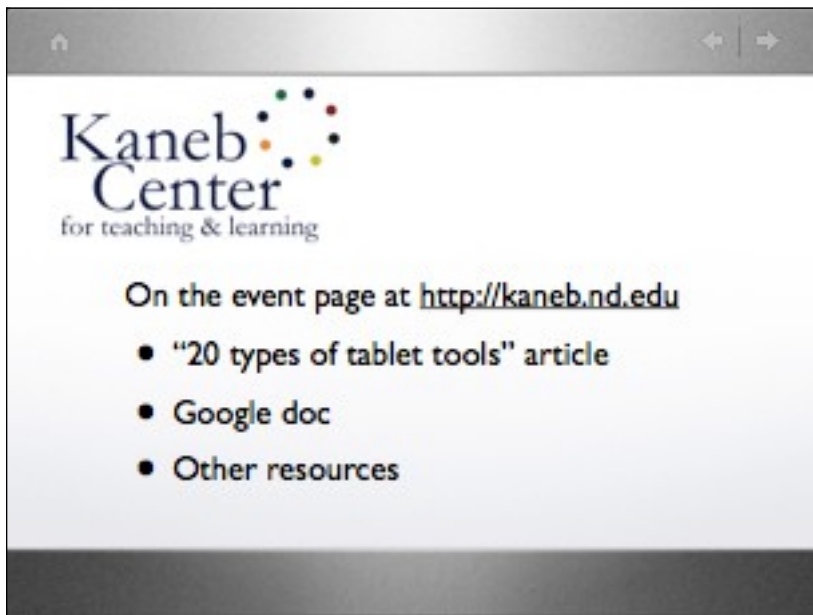 Kaneb
Center
for teaching & learning
On the event page at http://kaneb.nd.edu
• “20 types of tablet tools” article
• Google doc
• Other resources